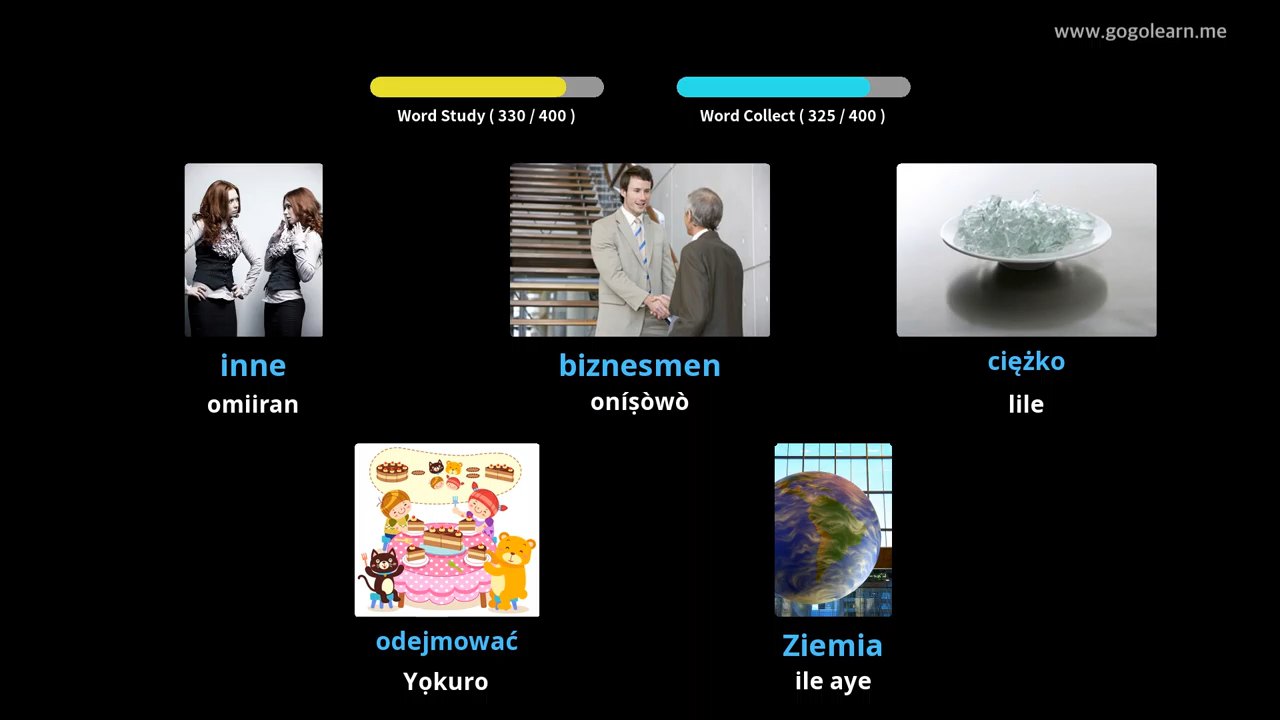 www.gogolearn.me
Word Study ( 330 / 400 )
Word Collect ( 325 / 400 )
inne
omiiran
biznesmen
oníṣòwò
ciężko
lile
odejmować
Yọkuro
Ziemia
ile aye